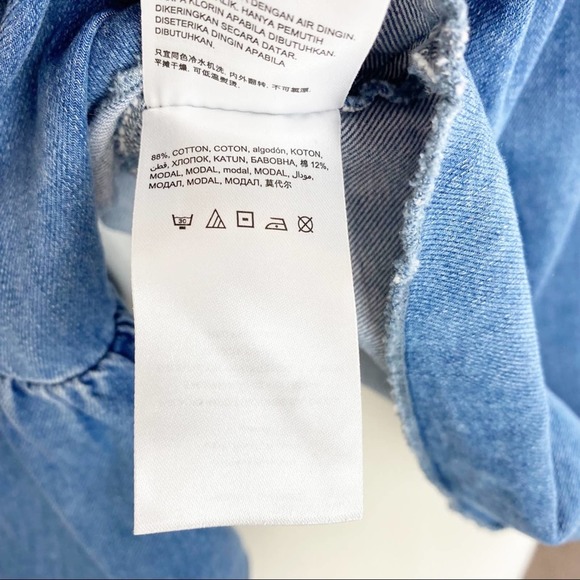 DENGAN AIR DINGIN.
HANYA PEMUTIH
KLORIN APABILA DIBUTUHKAN.
DIKERINGKAN SECARA DATAR.
DISETERIKA DINGIN APABILA
DIBUTUHKAN.
只宜同色冷水机洗, 内外翻转, 不可氯漂,
平摊干燥, 可低温熨烫.
88%, COTTON, COTON, algodón, KOTON,
قطن, ХЛОПОК, KATUN, БАВОВНА, 棉 12%,
MODAL, MODAL, modal, MODAL, مودال,
МОДАЛ, MODAL, МОДАЛ, 莫代尔